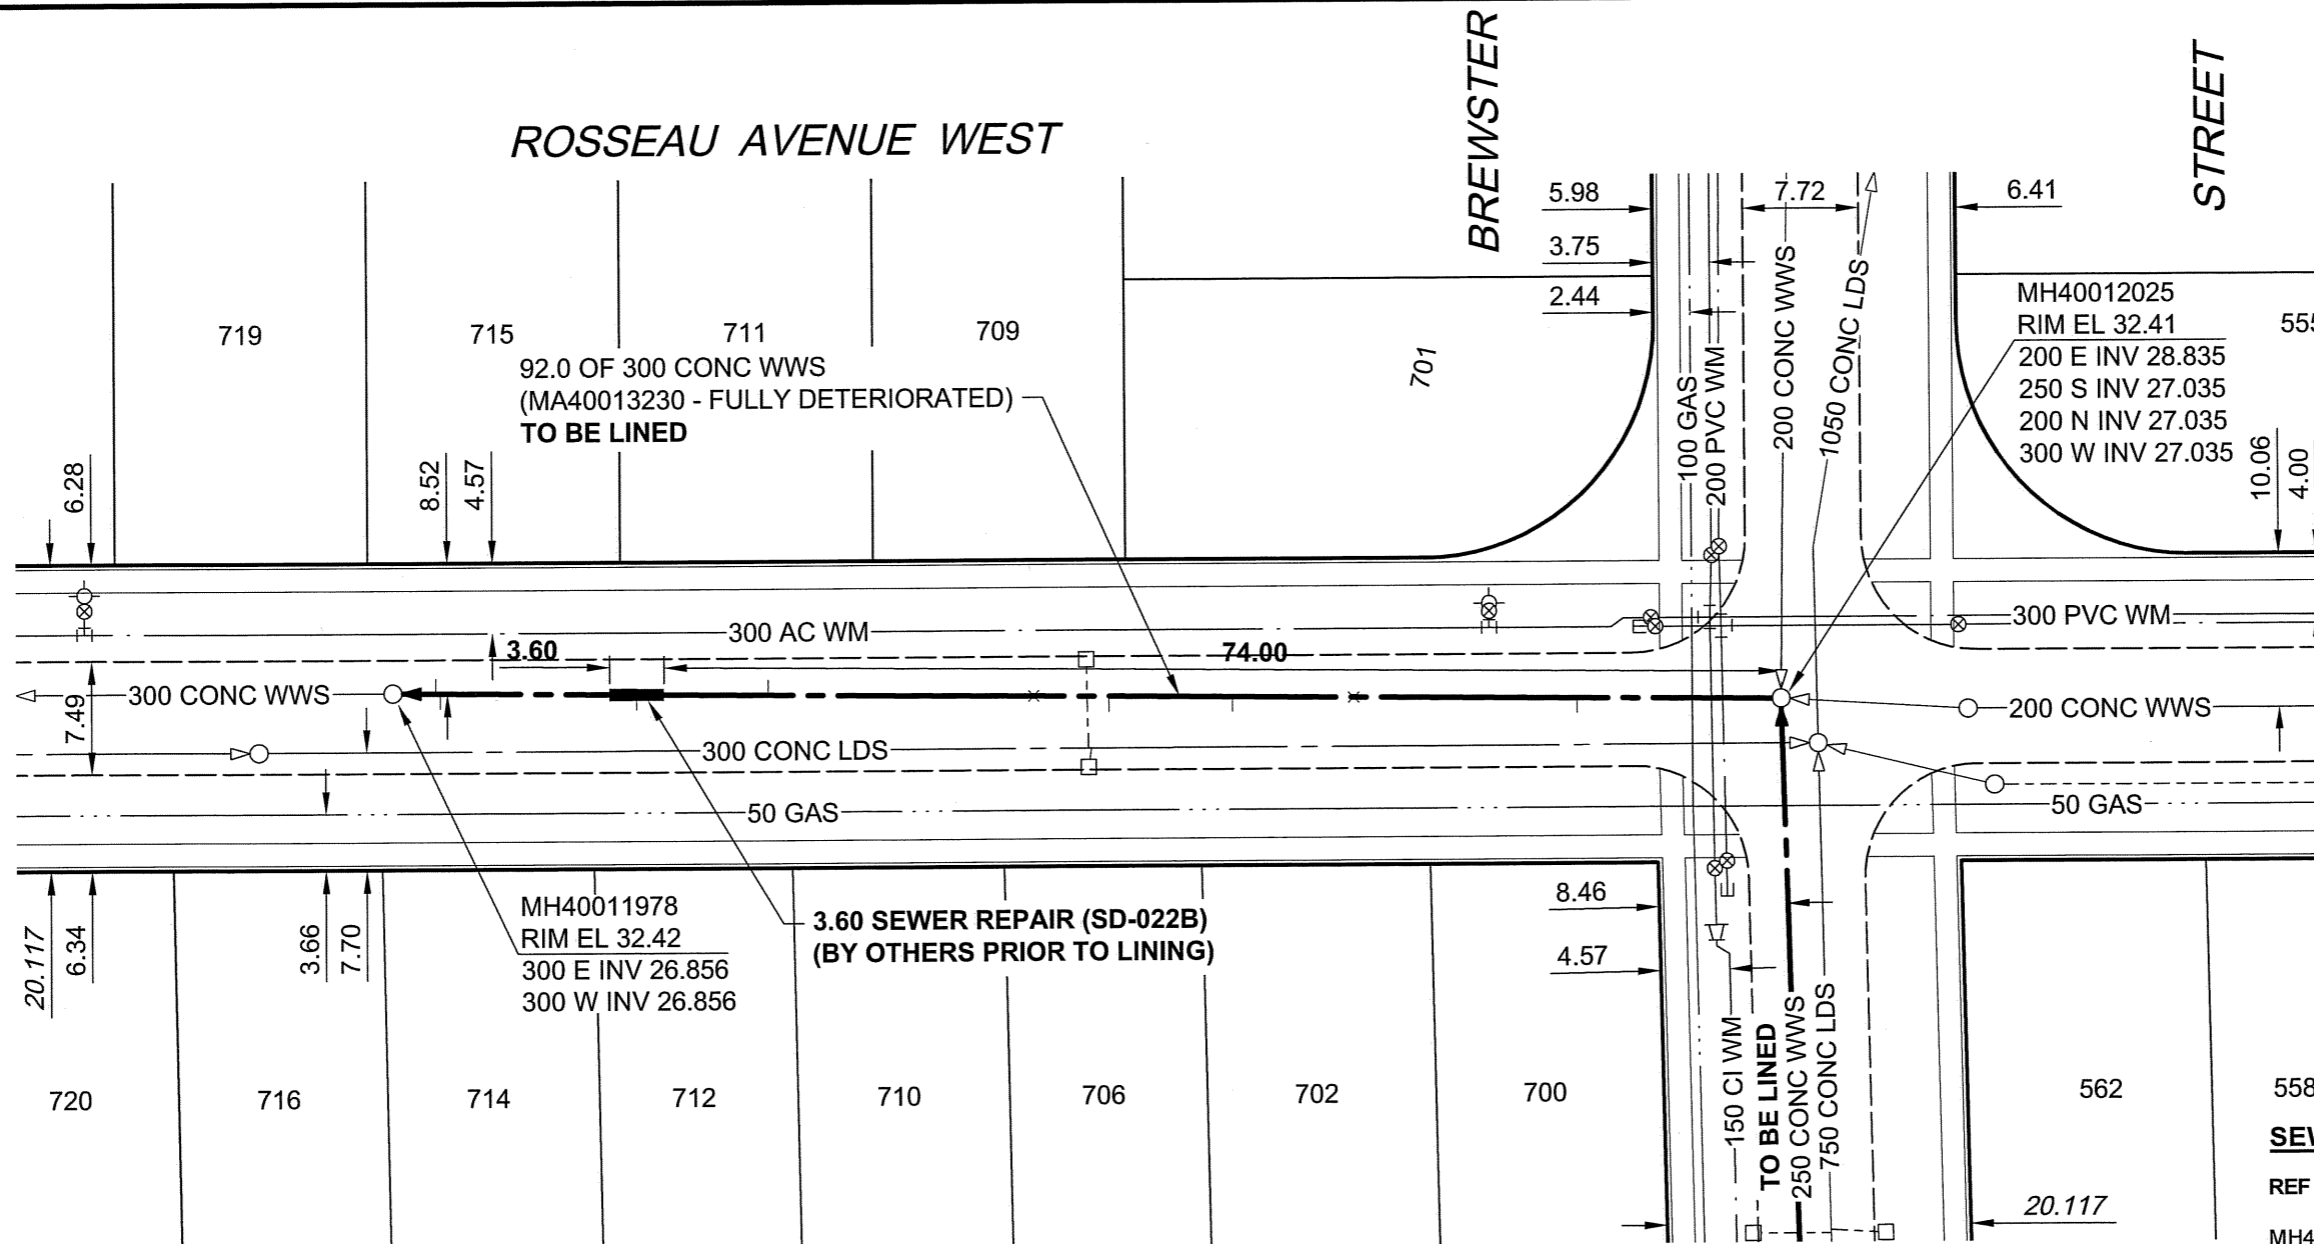 ROSSEAU AVENUE WEST
BREWSTER
STREET
719
715
711
709
701
92.0 OF 300 CONC WWS
(MA40013230 - FULLY DETERIORATED)
TO BE LINED
5.98
3.75
2.44
7.72
6.41
100 GAS
200 PVC WM
200 CONC WWS
1050 CONC LDS
MH40012025
RIM EL 32.41
200 E INV 28.835
250 S INV 27.035
200 N INV 27.035
300 W INV 27.035
6.28
8.52
4.57
10.06
4.00
300 AC WM
300 PVC WM
3.60
74.00
300 CONC WWS
7.49
200 CONC WWS
300 CONC LDS
50 GAS
50 GAS
20.117
6.34
3.66
7.70
MH40011978
RIM EL 32.42
300 E INV 26.856
300 W INV 26.856
3.60 SEWER REPAIR (SD-022B)
(BY OTHERS PRIOR TO LINING)
8.46
4.57
150 CI WM
TO BE LINED
250 CONC WWS
750 CONC LDS
720
716
714
712
710
706
702
700
562
558
20.117
REF
MH4